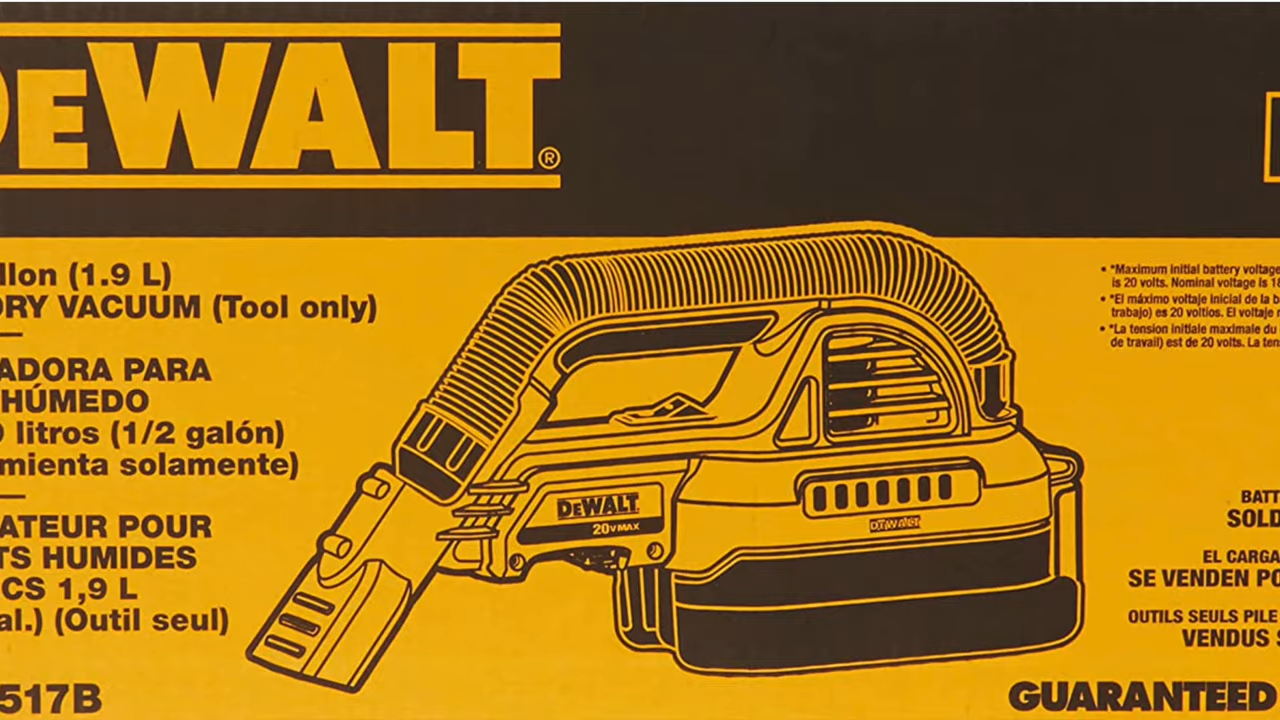 DEWALT®
llon (1.9 L)
DRY VACUUM (Tool only)
ADORA PARA
HÚMEDO
litros (1/2 galón)
mienta solamente)
ATEUR POUR
TS HUMIDES
CS 1,9 L
al.) (Outil seul)
517B
DEWALT
20V MAX
DEWALT
• *Maximum initial battery voltage
is 20 volts. Nominal voltage is 18
• *El máximo voltaje inicial de la b
trabajo) es 20 voltios. El voltaje
• *La tension initiale maximale du
de travail) est de 20 volts. La ten
BATT
SOLD
EL CARGA
SE VENDEN PO
OUTILS SEULS PILE
VENDUS S
GUARANTEED